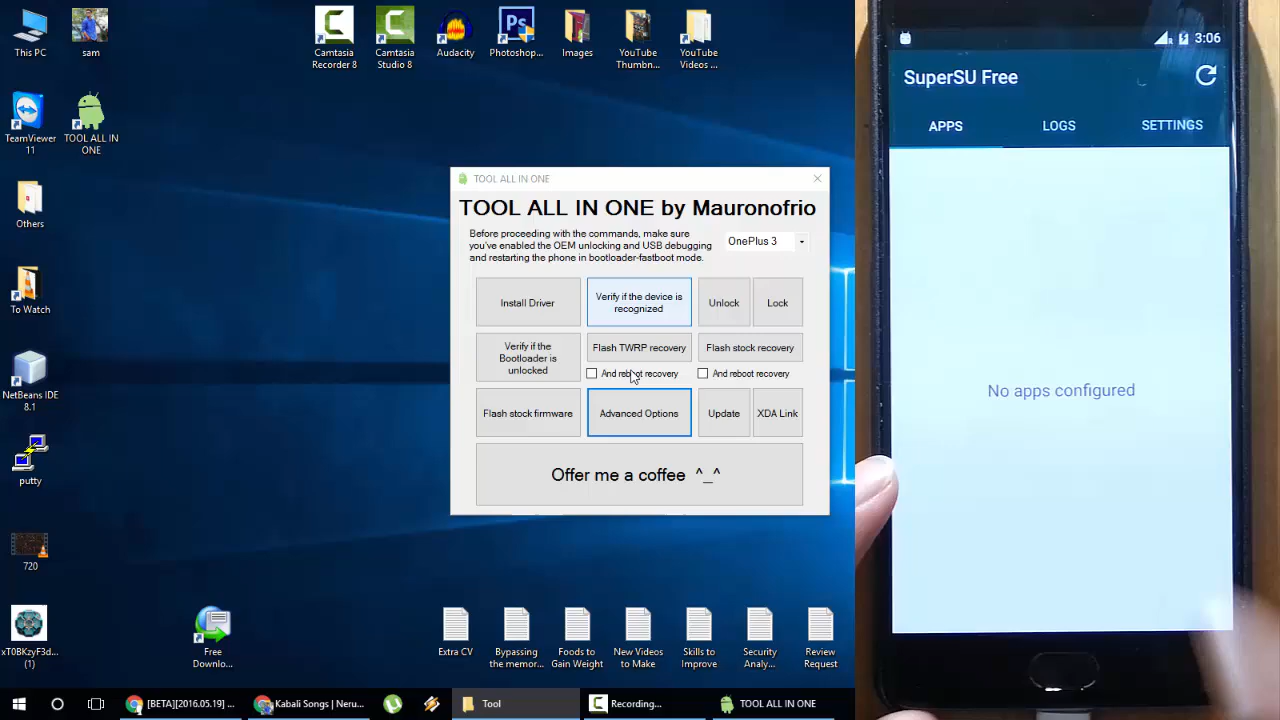 This PC
sam
Camtasia
Recorder 8
Camtasia
Studio 8
Audacity
Ps
Photoshop...
Images
YouTube
Thumbn...
YouTube
Videos ...
TeamViewer
11
TOOL ALL IN
ONE
Others
To Watch
NetBeans IDE
8.1
putty
720
xT0BKzyF3d...
(1)
Free
Downlo...
Extra CV
Bypassing
the memor...
Foods to
Gain Weight
New Videos
to Make
Skills to
Improve
Security
Analy...
Review
Request
TOOL ALL IN ONE
TOOL ALL IN ONE by Mauronofrio
Before proceeding with the commands, make sure
you've enabled the OEM unlocking and USB debugging
and restarting the phone in bootloader-fastboot mode.
OnePlus 3
Install Driver
Verify if the device is
recognized
Unlock
Lock
Verify if the
Bootloader is
unlocked
Flash TWRP recovery
Flash stock recovery
And reboot recovery
And reboot recovery
Flash stock firmware
Advanced Options
Update
XDA Link
Offer me a coffee ^_^
[BETA][2016.05.19] ...
Kabali Songs | Neru...
Tool
Recording...
TOOL ALL IN ONE
R
3:06
SuperSU Free
APPS
LOGS
SETTINGS
No apps configured